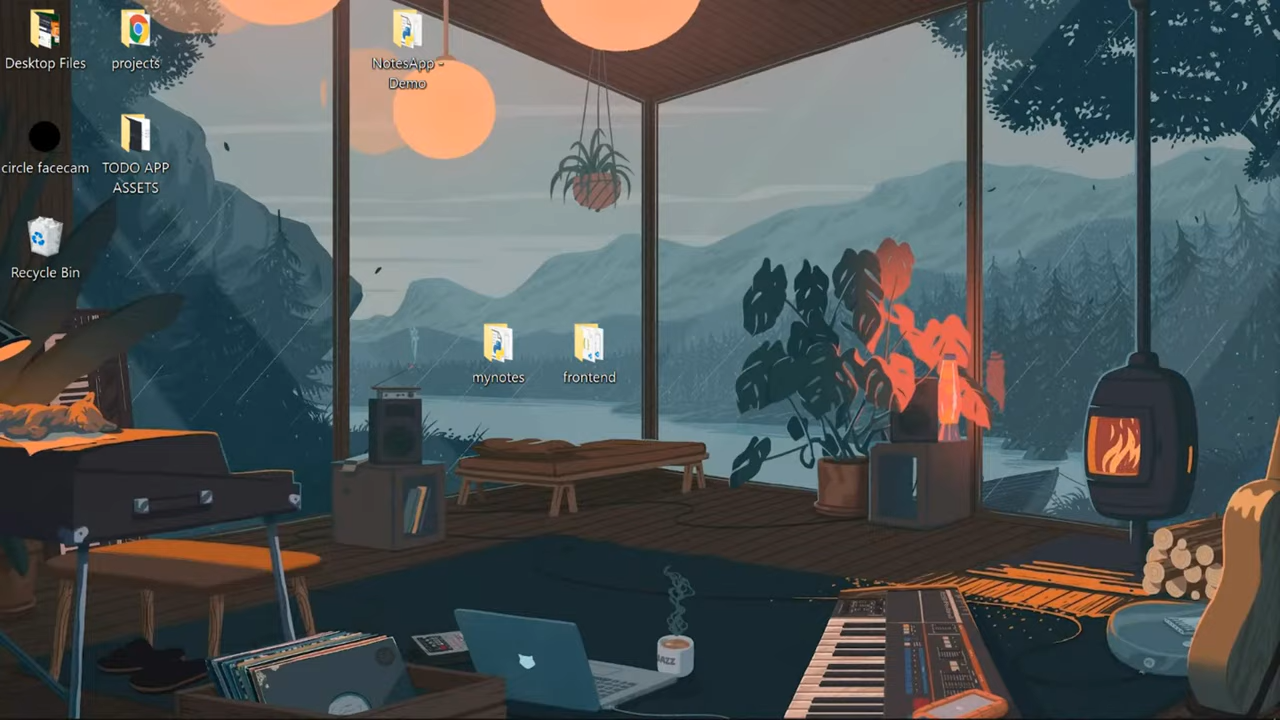 Desktop Files
projects
NotesApp -
Demo
circle facecam
TODO APP
ASSETS
Recycle Bin
mynotes
frontend
JAZZ